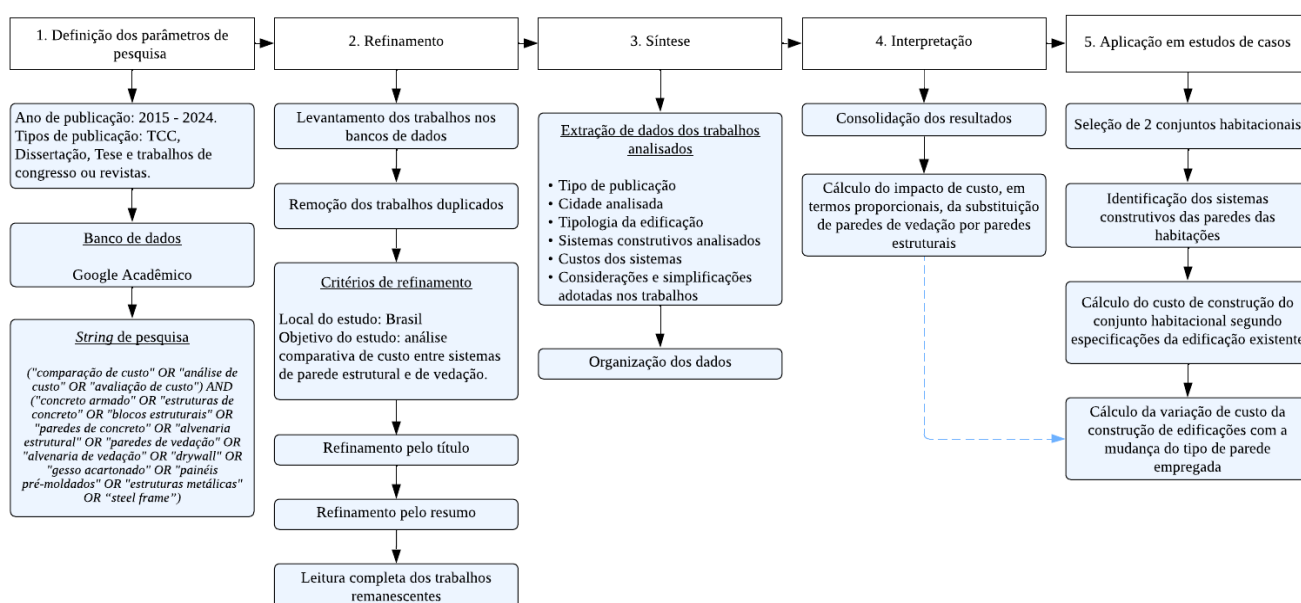 1. Definição dos parâmetros de
pesquisa
Ano de publicação: 2015 - 2024.
Tipos de publicação: TCC,
Dissertação, Tese e trabalhos de
congresso ou revistas.
Banco de dados
Google Acadêmico
String de pesquisa
("comparação de custo" OR "análise de
custo" OR "avaliação de custo") AND
("concreto armado" OR "estruturas de
concreto" OR "blocos estruturais" OR
"paredes de concreto" OR "alvenaria
estrutural" OR "paredes de vedação" OR
"alvenaria de vedação" OR "drywall" OR
"gesso acartonado" OR "painéis
pré-moldados" OR "estruturas metálicas"
OR “steel frame”)
2. Refinamento
Levantamento dos trabalhos nos
bancos de dados
Remoção dos trabalhos duplicados
Critérios de refinamento
Local do estudo: Brasil
Objetivo do estudo: análise
comparativa de custo entre sistemas
de parede estrutural e de vedação.
Refinamento pelo título
Refinamento pelo resumo
Leitura completa dos trabalhos
remanescentes
3. Síntese
Extração de dados dos trabalhos
analisados
• Tipo de publicação
• Cidade analisada
• Tipologia da edificação
• Sistemas construtivos analisados
• Custos dos sistemas
• Considerações e simplificações
adotadas nos trabalhos
Organização dos dados
4. Interpretação
Consolidação dos resultados
Cálculo do impacto de custo, em
termos proporcionais, da substituição
de paredes de vedação por paredes
estruturais
5. Aplicação em estudos de casos
Seleção de 2 conjuntos habitacionais
Identificação dos sistemas
construtivos das paredes das
habitações
Cálculo do custo de construção do
conjunto habitacional segundo
especificações da edificação existente
Cálculo da variação de custo da
construção de edificações com a
mudança do tipo de parede
empregada